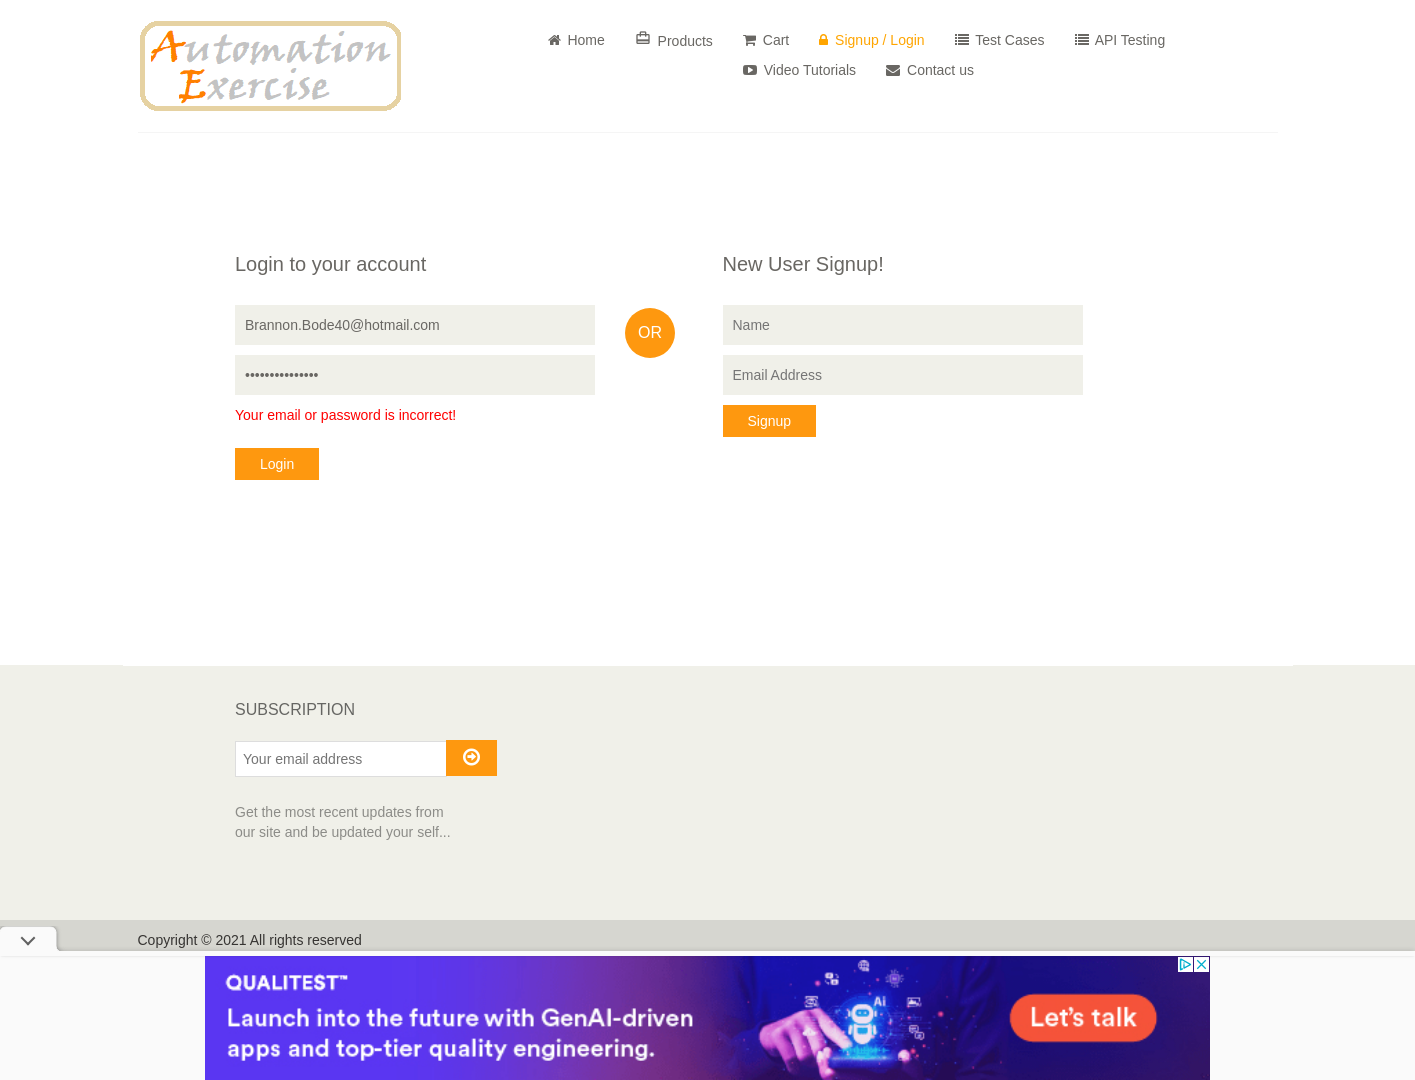 Automation
Exercise
Home
Products
Cart
Signup / Login
Test Cases
API Testing
Video Tutorials
Contact us
Login to your account
Brannon.Bode40@hotmail.com
•••••••••••••••
Your email or password is incorrect!
Login
OR
New User Signup!
Name
Email Address
Signup
SUBSCRIPTION
Your email address
Get the most recent updates from
our site and be updated your self...
Copyright © 2021 All rights reserved
QUALITEST™
Launch into the future with GenAI-driven
apps and top-tier quality engineering.
Ai
Let's talk